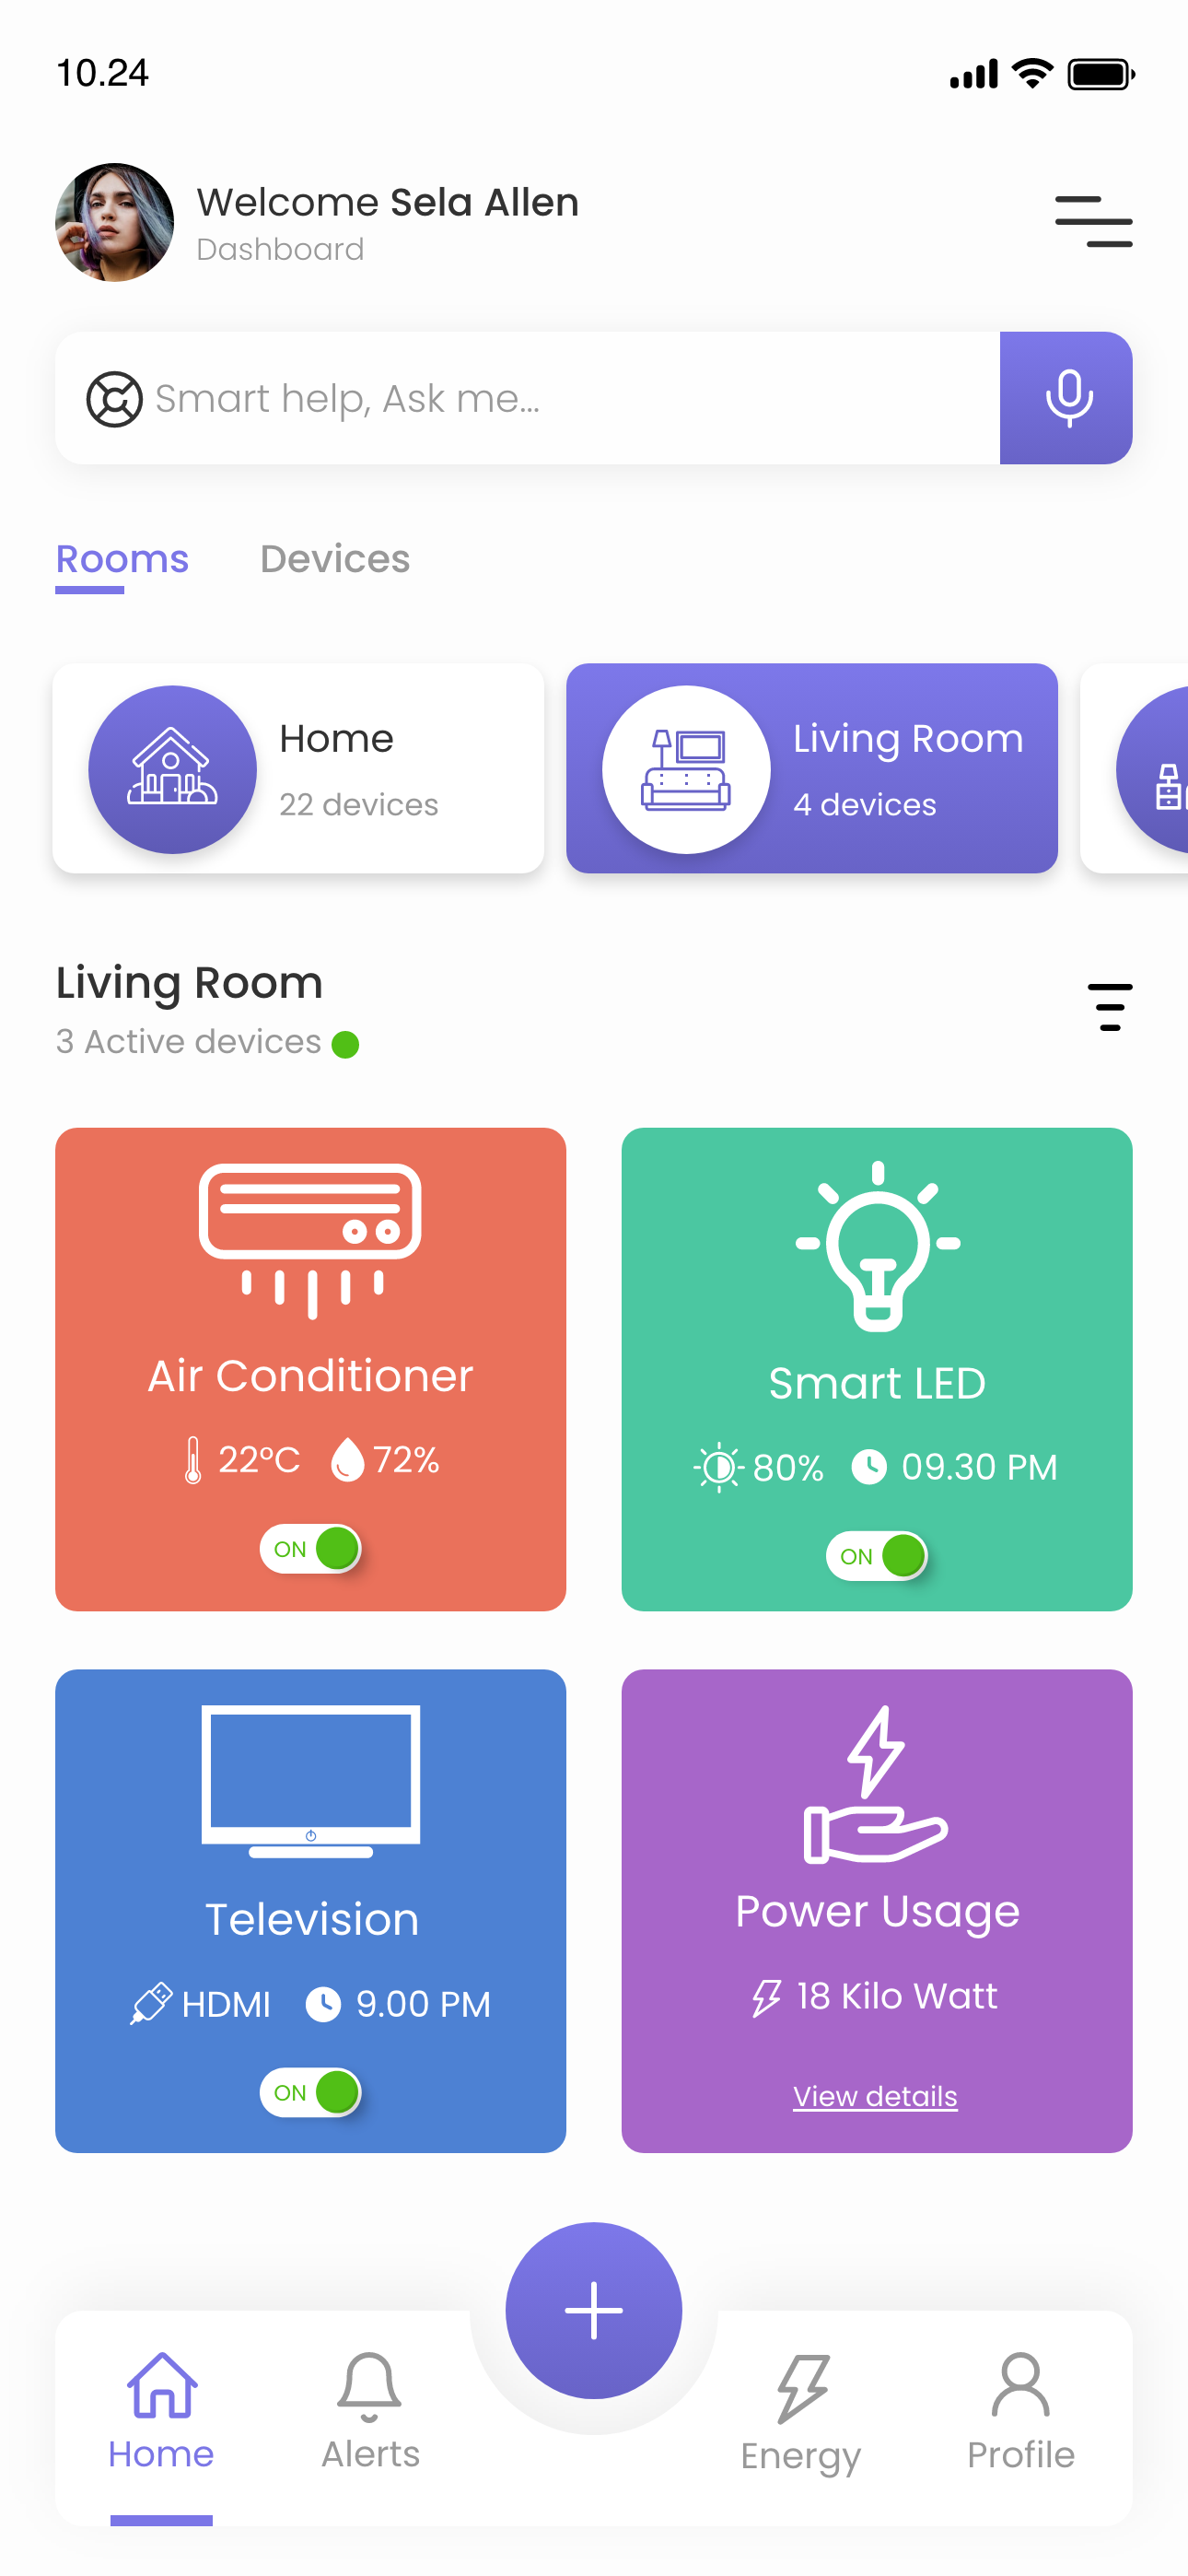 10.24
Welcome Sela Allen
Dashboard
Smart help, Ask me...
Rooms
Devices
Home
22 devices
Living Room
4 devices
Living Room
3 Active devices
Air Conditioner
22°C
72%
ON
Smart LED
80%
09.30 PM
ON
Television
HDMI
9.00 PM
ON
Power Usage
18 Kilo Watt
View details
Home
Alerts
Energy
Profile